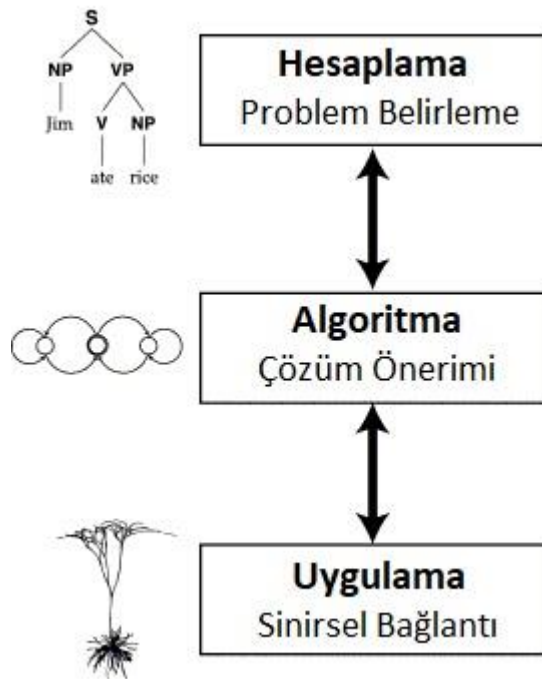 S
NP VP
Jim V NP
ate rice
Hesaplama
Problem Belirleme
Algoritma
Çözüm Önerimi
Uygulama
Sinirsel Bağlantı